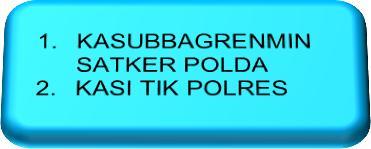 1. KASUBBAGRENMIN
SATKER POLDA
2. KASI TIK POLRES